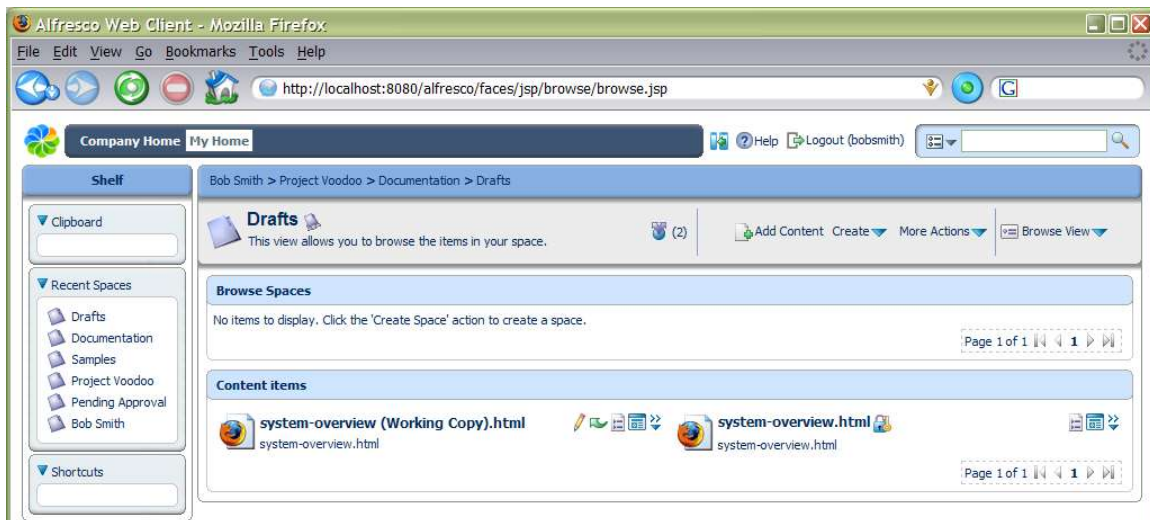 Alfresco Web Client - Mozilla Firefox
File Edit View Go Bookmarks Tools Help
http://localhost:8080/alfresco/faces/jsp/browse/browse.jsp
G
Company Home My Home
Help Logout (bobsmith)
Shelf
Bob Smith > Project Voodoo > Documentation > Drafts
Clipboard
Drafts
This view allows you to browse the items in your space.
(2)
Add Content Create More Actions Browse View
Recent Spaces
Drafts
Documentation
Samples
Project Voodoo
Pending Approval
Bob Smith
Browse Spaces
No items to display. Click the 'Create Space' action to create a space.
Page 1 of 1 1
Content items
system-overview (Working Copy).html
system-overview.html
system-overview.html
system-overview.html
Page 1 of 1 1
Shortcuts